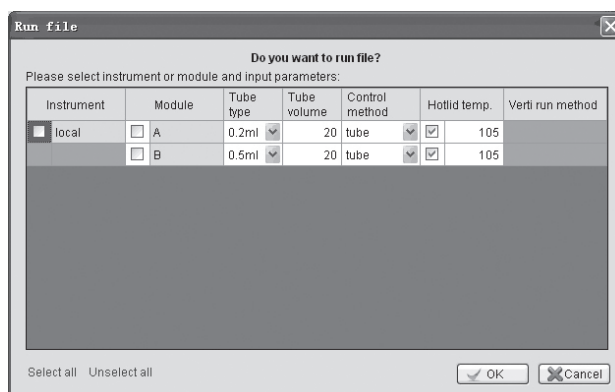 Run file
Do you want to run file?
Please select instrument or module and input parameters:
Instrument Module Tube type Tube volume Control method Hotlid temp. Verti run method
local A 0.2ml 20 tube 105
B 0.5ml 20 tube 105
Select all Unselect all OK Cancel